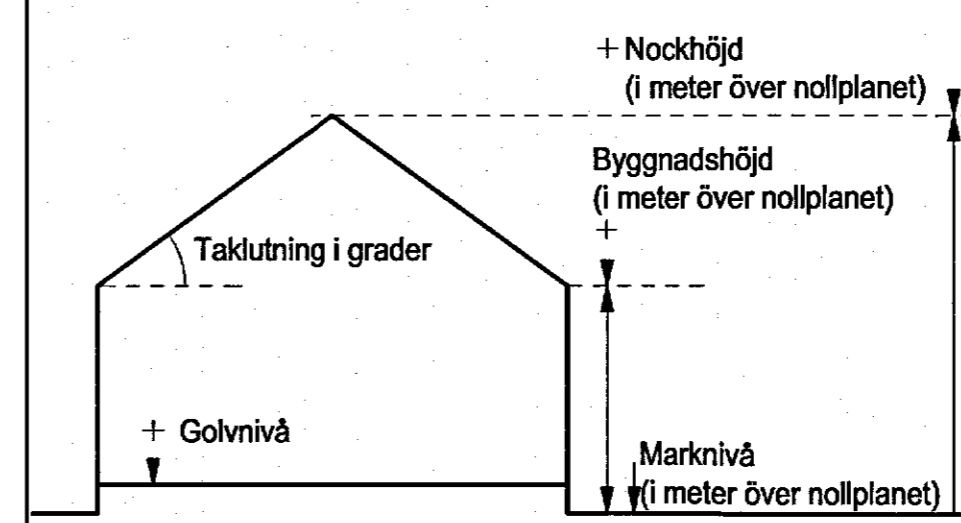 + Nockhöjd
(i meter över nollplanet)
Byggnadshöjd
(i meter över nollplanet)
+
Taklutning i grader
+ Golvnivå
Marknivå
(i meter över nollplanet)